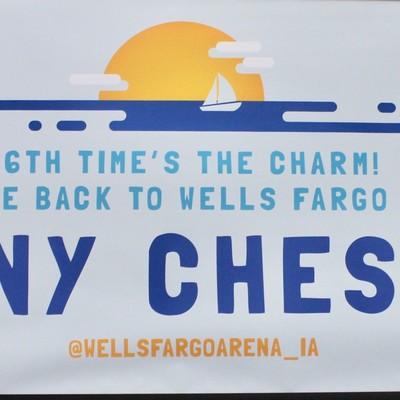 6TH TIME'S THE CHARM!
E BACK TO WELLS FARGO
NY CHES
@WELLSFARGOARENA_IA